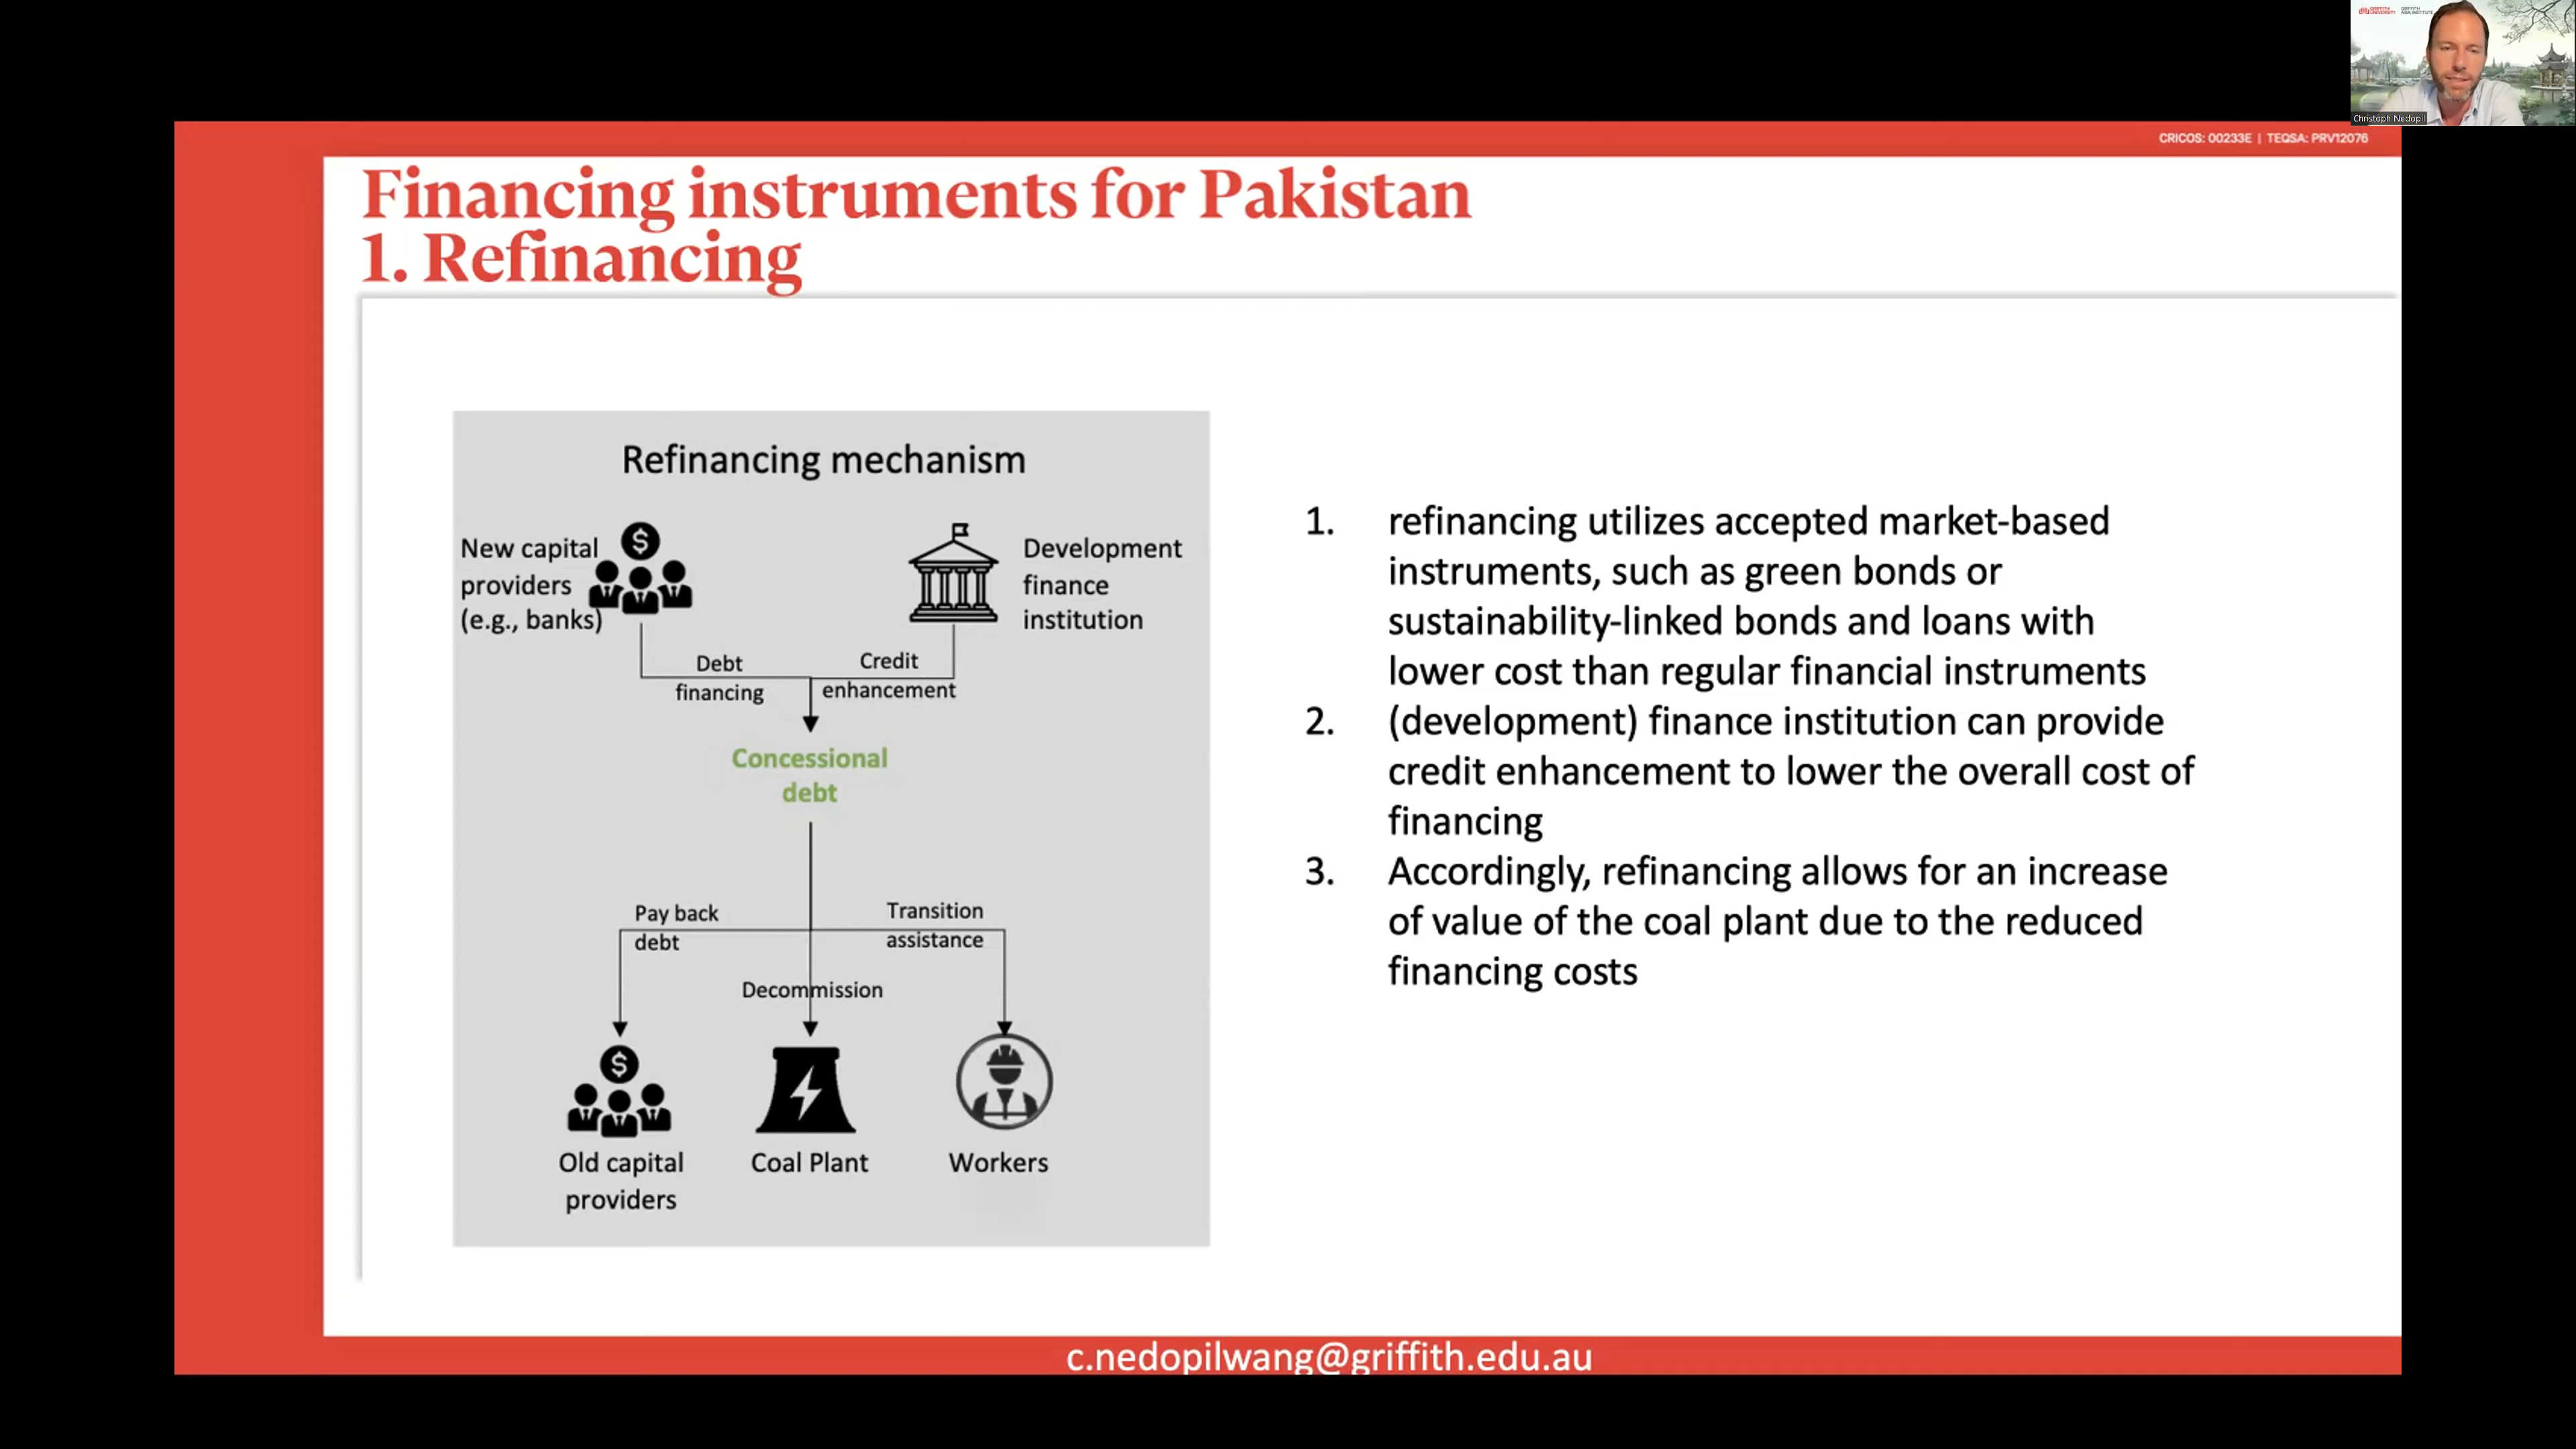 GRIFFITH UNIVERSITY
GRIFFITH ASIA INSTITUTE
Christoph Nedopil
CRICOS: 00233E | TEQSA: PRV12076
Financing instruments for Pakistan
1. Refinancing
Refinancing mechanism
New capital
providers
(e.g., banks)
Development
finance
institution
Debt
financing
Credit
enhancement
Concessional
debt
Pay back
debt
Transition
assistance
Decommission
Old capital
providers
Coal Plant
Workers
1. refinancing utilizes accepted market-based
instruments, such as green bonds or
sustainability-linked bonds and loans with
lower cost than regular financial instruments
2. (development) finance institution can provide
credit enhancement to lower the overall cost of
financing
3. Accordingly, refinancing allows for an increase
of value of the coal plant due to the reduced
financing costs
c.nedopilwang@griffith.edu.au